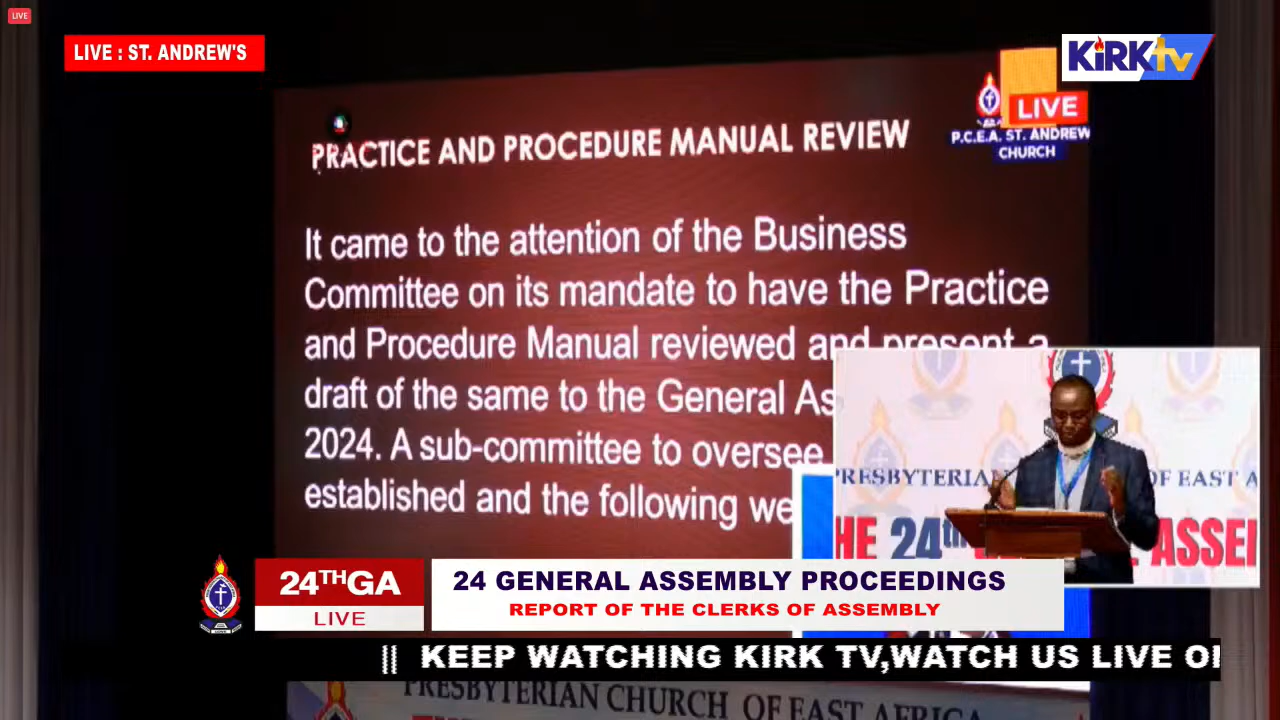 LIVE
LIVE : ST. ANDREW'S
KiRKtv
LIVE
P.C.E.A. ST. ANDREW
CHURCH
PRACTICE AND PROCEDURE MANUAL REVIEW
It came to the attention of the Business
Committee on its mandate to have the Practice
and Procedure Manual reviewed and present a
draft of the same to the General As
2024. A sub-committee to oversee
established and the following we
PRESBYTERIAN OF EAST A
THE 24th ASSEM
24THGA
LIVE
24 GENERAL ASSEMBLY PROCEEDINGS
REPORT OF THE CLERKS OF ASSEMBLY
|| KEEP WATCHING KIRK TV,WATCH US LIVE O
PRESBYTERIAN CHURCH OF EAST AFRICA